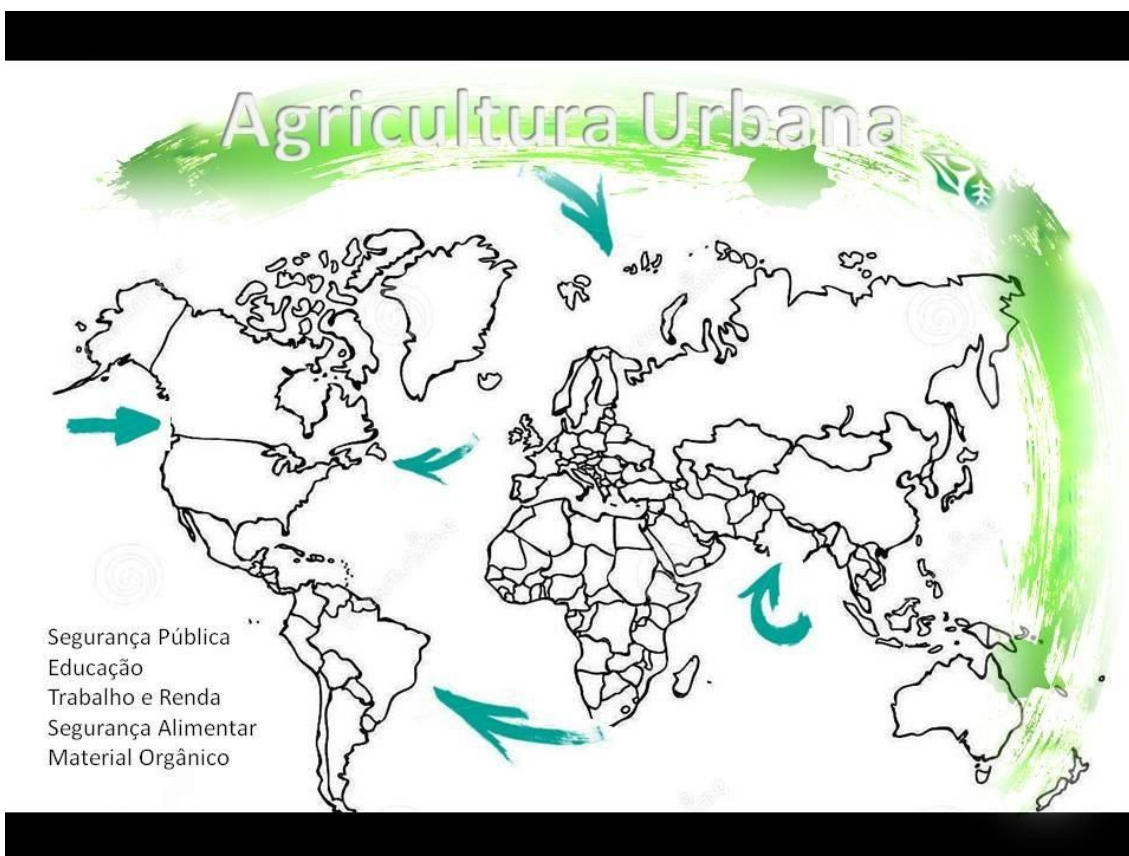 Agricultura Urbana
Segurança Pública
Educação
Trabalho e Renda
Segurança Alimentar
Material Orgânico